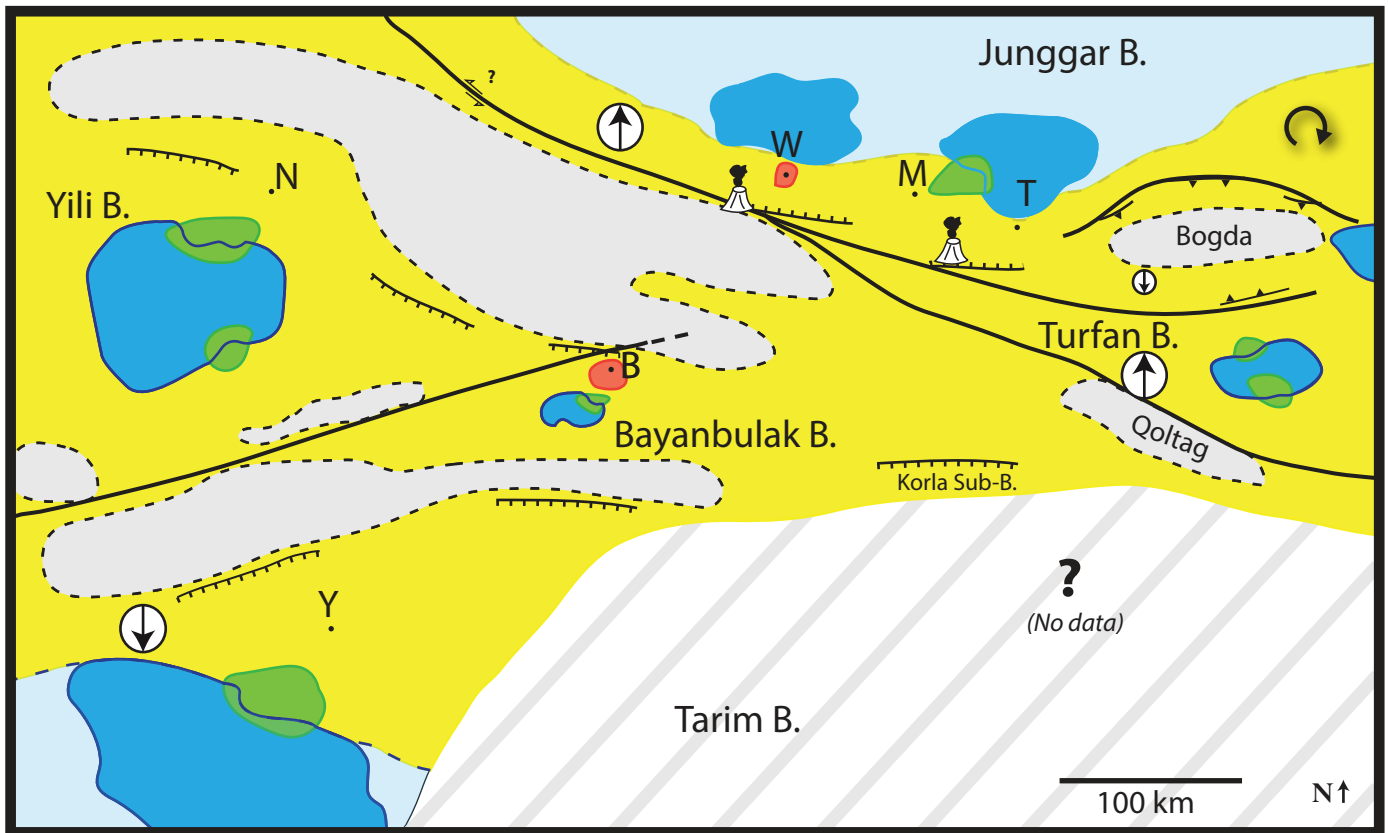 Junggar B.
?
W
M
N
T
Yili B.
Bogda
Turfan B.
B
Bayanbulak B.
Qoltag
Korla Sub-B.
?
(No data)
Y
Tarim B.
100 km
N